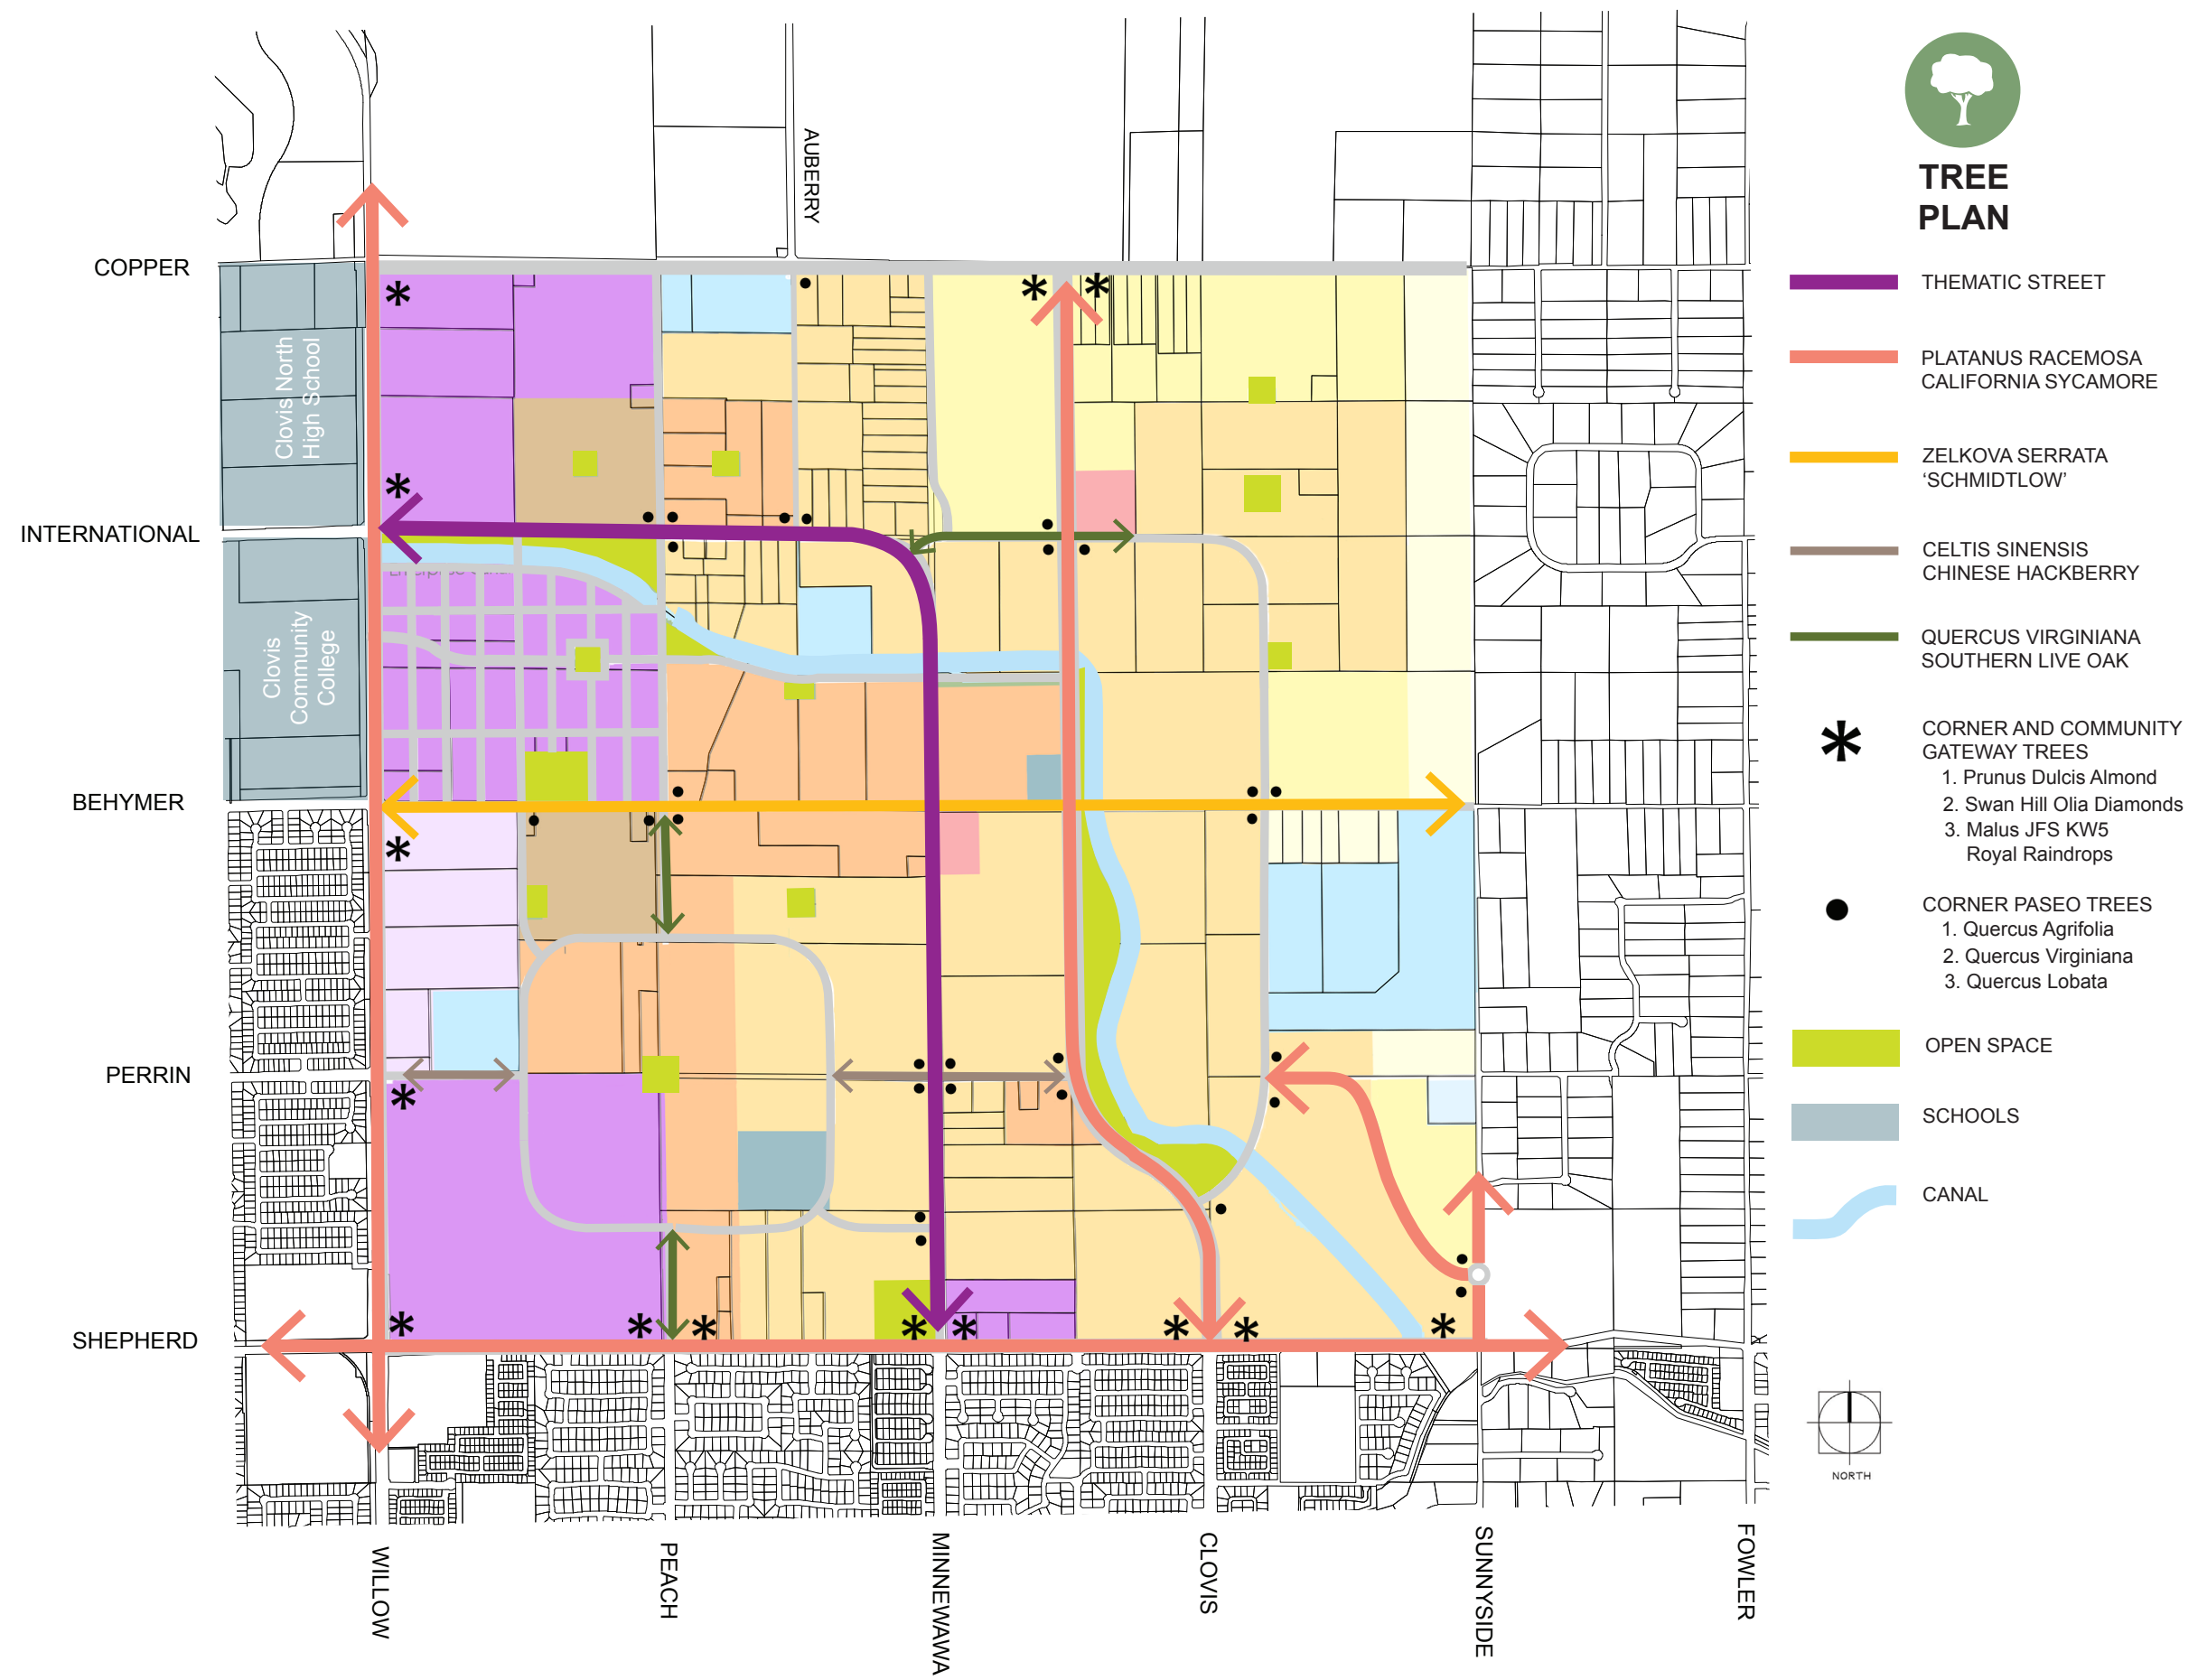 TREE
PLAN
AUBERRY
COPPER
INTERNATIONAL
BEHYMER
PERRIN
SHEPHERD
Clovis North
High School
Clovis
Community
College
WILLOW
PEACH
MINNEWAWA
CLOVIS
SUNNYSIDE
FOWLER
THEMATIC STREET
PLATANUS RACEMOSA
CALIFORNIA SYCAMORE
ZELKOVA SERRATA
‘SCHMIDTLOW’
CELTIS SINENSIS
CHINESE HACKBERRY
QUERCUS VIRGINIANA
SOUTHERN LIVE OAK
CORNER AND COMMUNITY
GATEWAY TREES
1. Prunus Dulcis Almond
2. Swan Hill Olia Diamonds
3. Malus JFS KW5
Royal Raindrops
CORNER PASEO TREES
1. Quercus Agrifolia
2. Quercus Virginiana
3. Quercus Lobata
OPEN SPACE
SCHOOLS
CANAL
NORTH